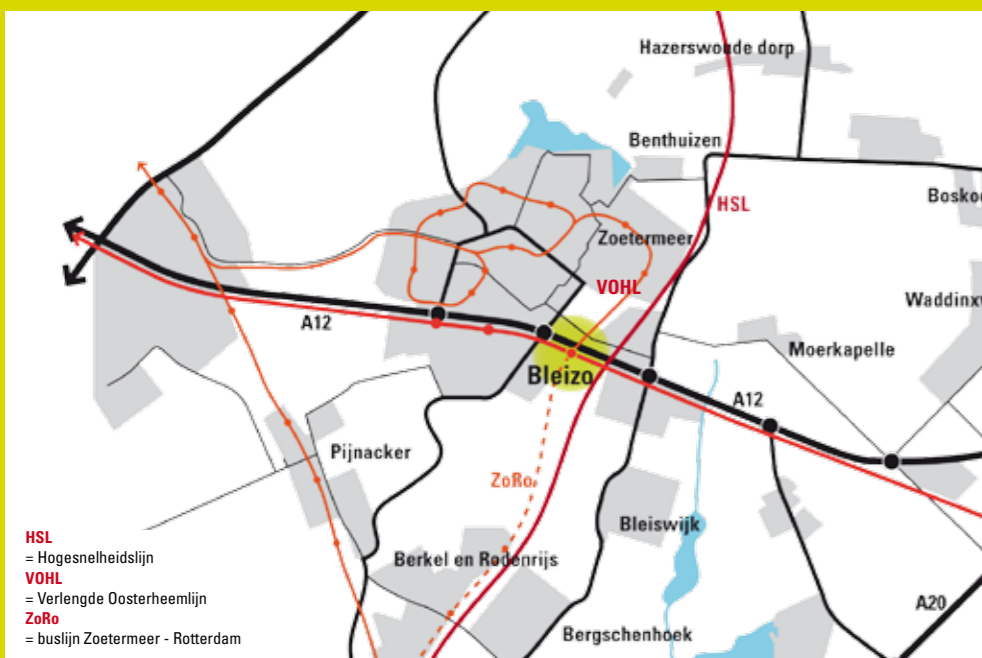 Hazerswoude dorp
Benthuizen
HSL
Zoetermeer
VOHL
A12
Moerkapelle
Bleizo
A12
Pijnacker
ZoRo
Bleiswijk
Berkel en Rodenrijs
A20
Bergschenhoek
HSL
= Hogesnelheidslijn
VOHL
= Verlengde Oosterheemlijn
ZoRo
= buslijn Zoetermeer - Rotterdam